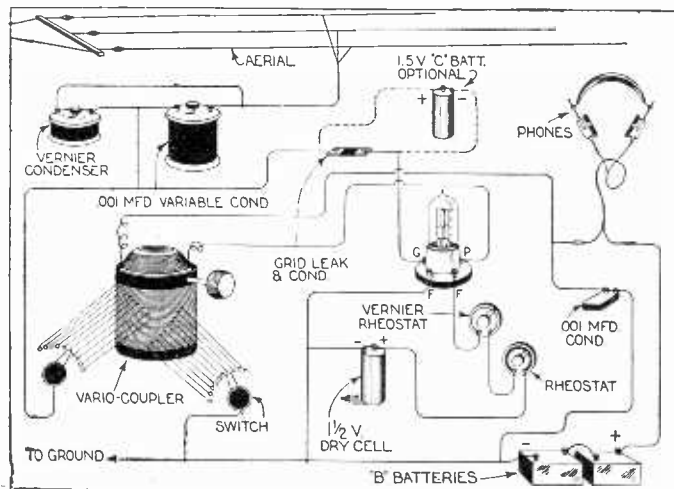 AERIAL
1.5 V "C" BATT.
OPTIONAL
+ -
PHONES
VERNIER
CONDENSER
.001 MFD VARIABLE COND
GRID LEAK
& COND.
G P
F F
VERNIER
RHEOSTAT
.001 MFD.
COND
RHEOSTAT
- +
VARIO-COUPLER
SWITCH
1½ V
DRY CELL
TO GROUND
- +
"B" BATTERIES